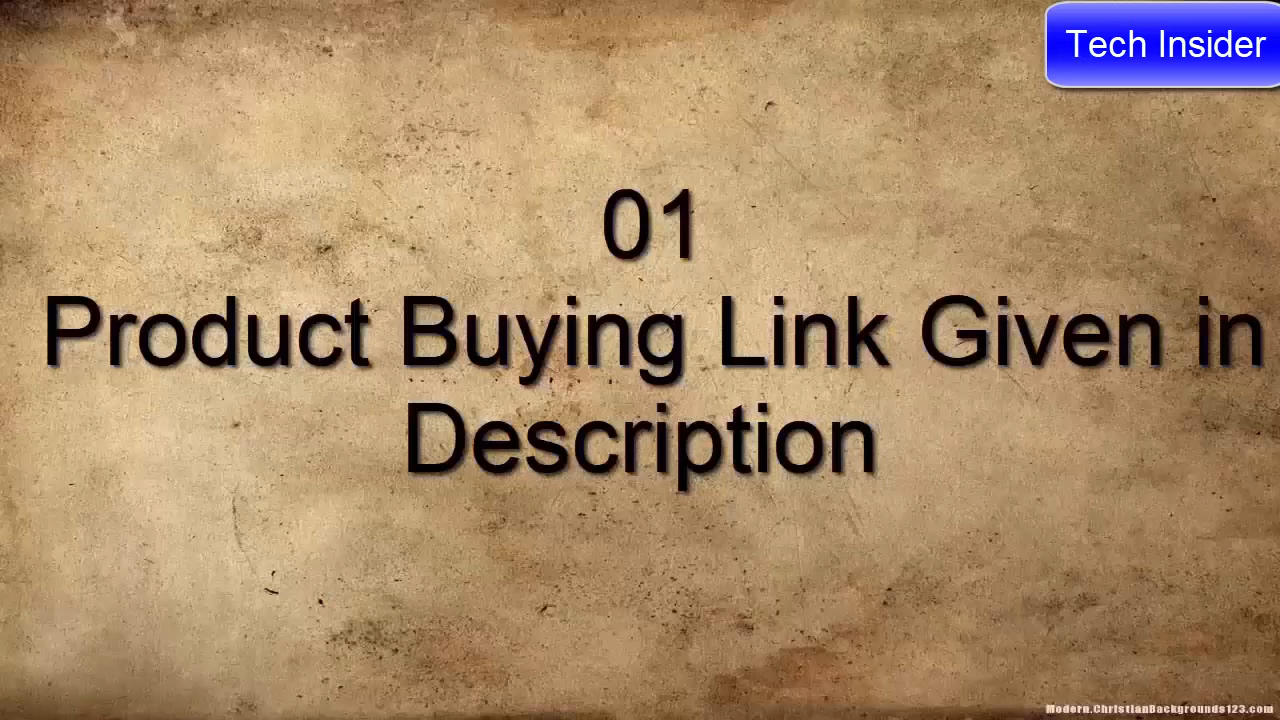 Tech Insider
01
Product Buying Link Given in
Description
Modern.ChristianBackgrounds123.com